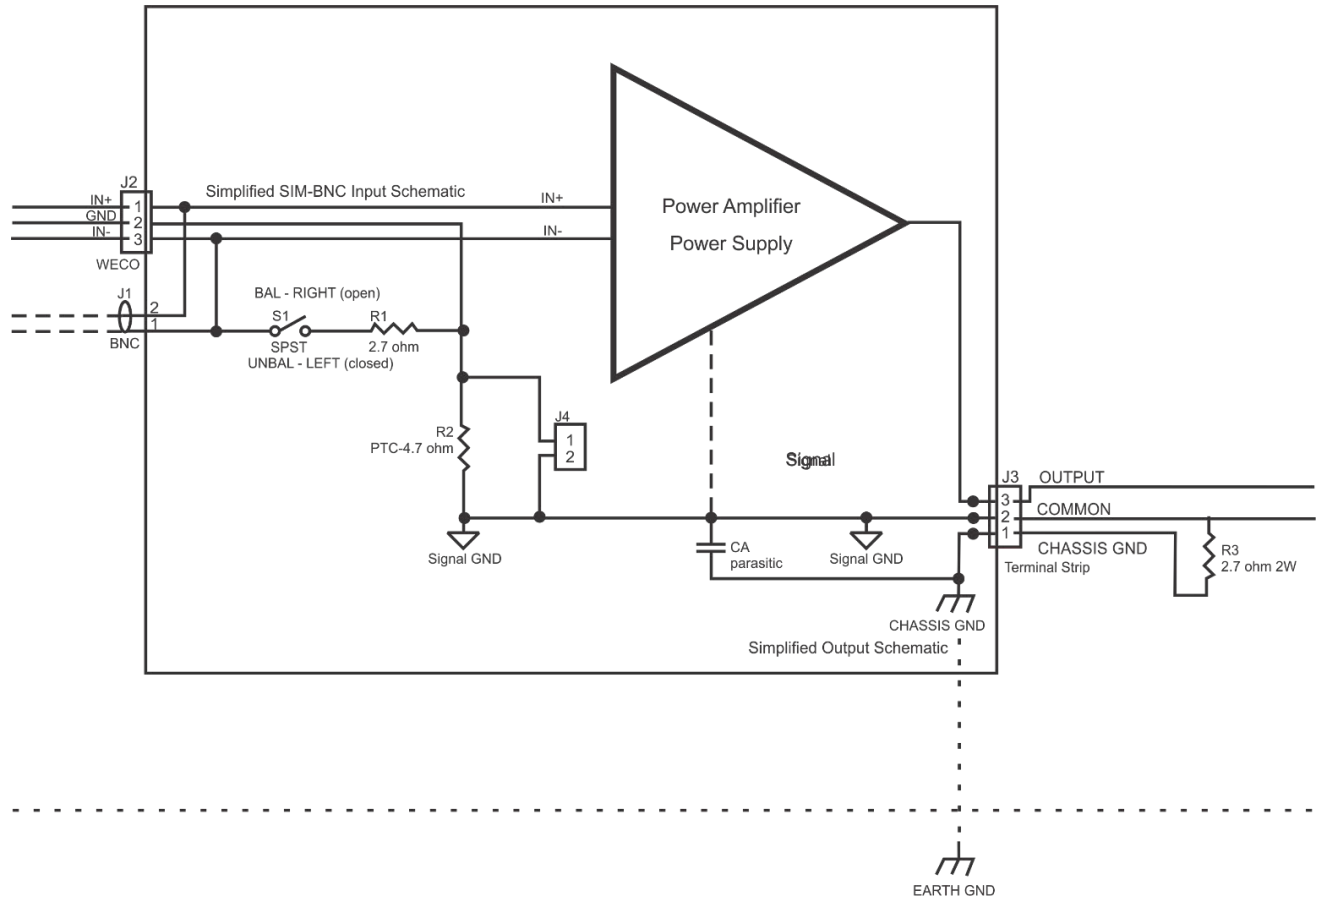 J2
Simplified SIM-BNC Input Schematic
IN+
IN+
1
GND
2
IN-
3
IN-
WECO
Power Amplifier
Power Supply
J1
2
1
BNC
BAL - RIGHT (open)
S1
R1
SPST
2.7 ohm
UNBAL - LEFT (closed)
J4
R2
PTC-4.7 ohm
1
2
Signal
J3
OUTPUT
3
COMMON
2
1
CHASSIS GND
Terminal Strip
R3
2.7 ohm 2W
Signal GND
CA
parasitic
Signal GND
CHASSIS GND
Simplified Output Schematic
EARTH GND